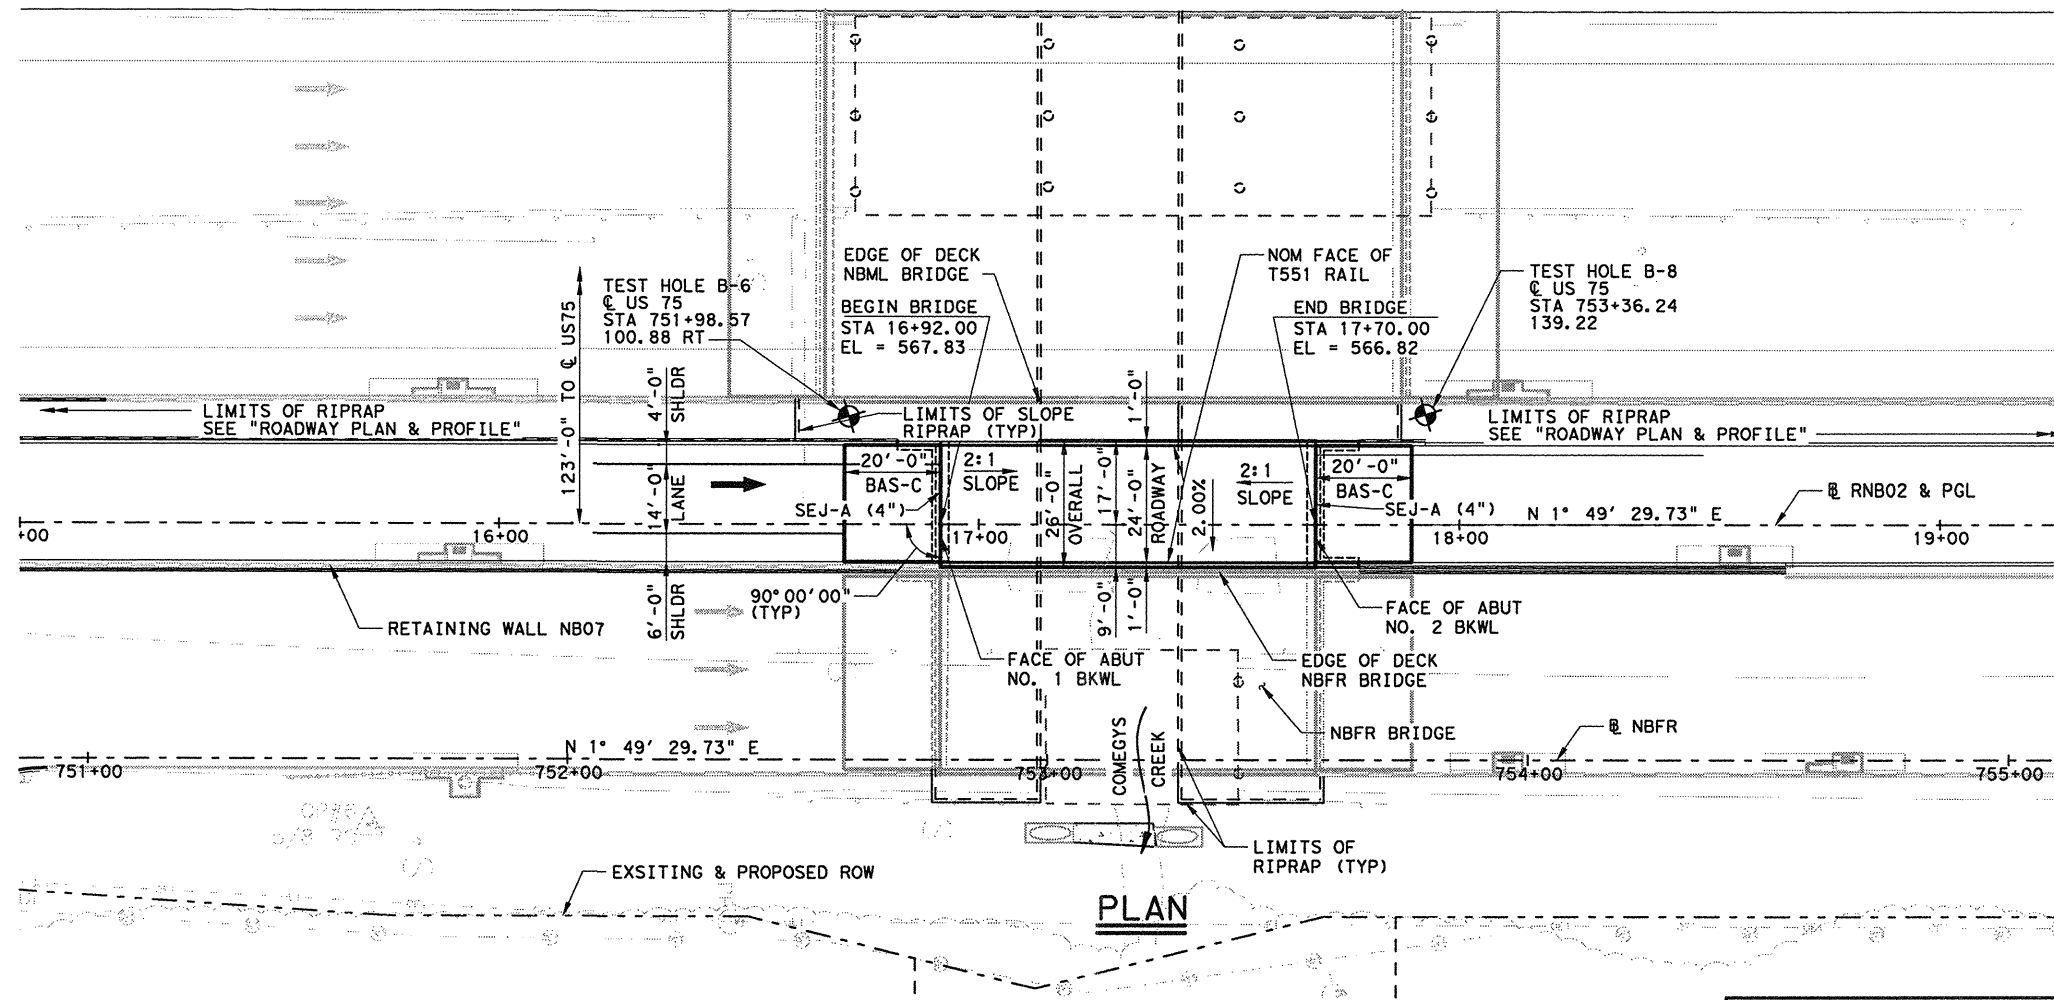 EDGE OF DECK
NBML BRIDGE
NOM FACE OF
T551 RAIL
TEST HOLE B-6
℄ US 75
STA 751+98.57
100.88 RT
BEGIN BRIDGE
STA 16+92.00
EL = 567.83
END BRIDGE
STA 17+70.00
EL = 566.82
TEST HOLE B-8
℄ US 75
STA 753+36.24
139.22
123'-0" TO ℄ US75
4'-0"
SHLDR
1'-0"
LIMITS OF RIPRAP
SEE "ROADWAY PLAN & PROFILE"
LIMITS OF SLOPE
RIPRAP (TYP)
LIMITS OF RIPRAP
SEE "ROADWAY PLAN & PROFILE"
14'-0"
LANE
20'-0"
BAS-C
SEJ-A (4")
2:1
SLOPE
26'-0"
OVERALL
17'-0"
24'-0"
ROADWAY
2.00%
2:1
SLOPE
20'-0"
BAS-C
SEJ-A (4")
N 1° 49' 29.73" E
℄ RNB02 & PGL
+00
16+00
17+00
18+00
19+00
90°00'00"
(TYP)
6'-0"
SHLDR
9'-0"
1'-0"
RETAINING WALL NB07
FACE OF ABUT
NO. 1 BKWL
FACE OF ABUT
NO. 2 BKWL
EDGE OF DECK
NBFR BRIDGE
NBFR BRIDGE
COMEGYS
CREEK
N 1° 49' 29.73" E
℄ NBFR
751+00
752+00
753+00
754+00
755+00
LIMITS OF
RIPRAP (TYP)
EXSITING & PROPOSED ROW
PLAN